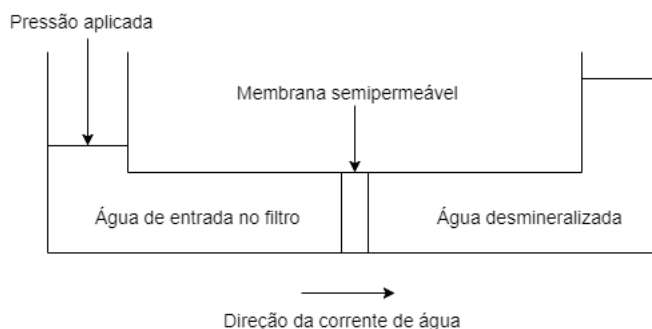 Pressão aplicada
Membrana semipermeável
Água de entrada no filtro
Água desmineralizada
Direção da corrente de água